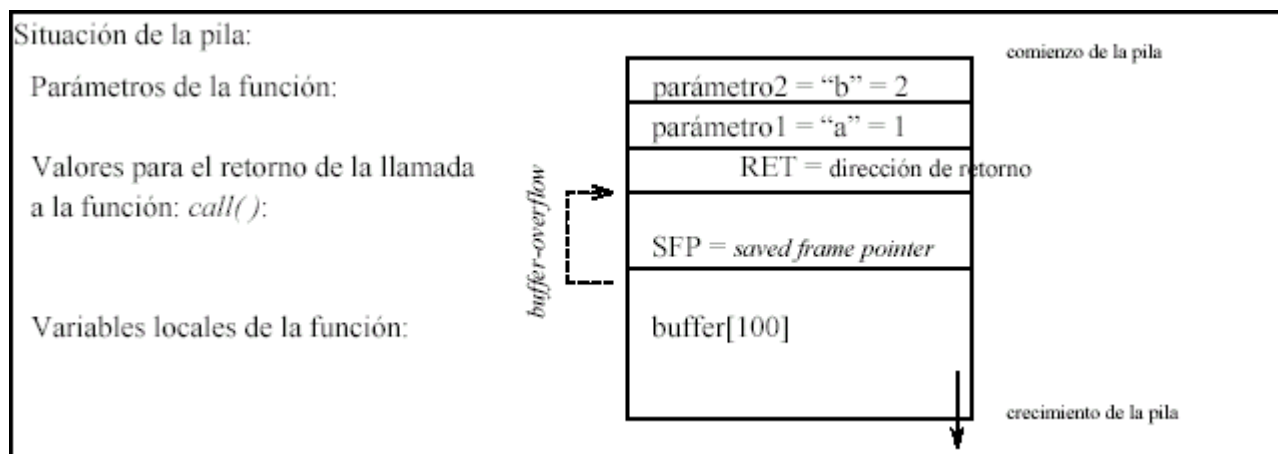 Situación de la pila:
comienzo de la pila
Parámetros de la función:
parámetro2 = “b” = 2
parámetro1 = “a” = 1
Valores para el retorno de la llamada
a la función: call( ):
RET = dirección de retorno
buffer-overflow
SFP = saved frame pointer
Variables locales de la función:
buffer[100]
crecimiento de la pila